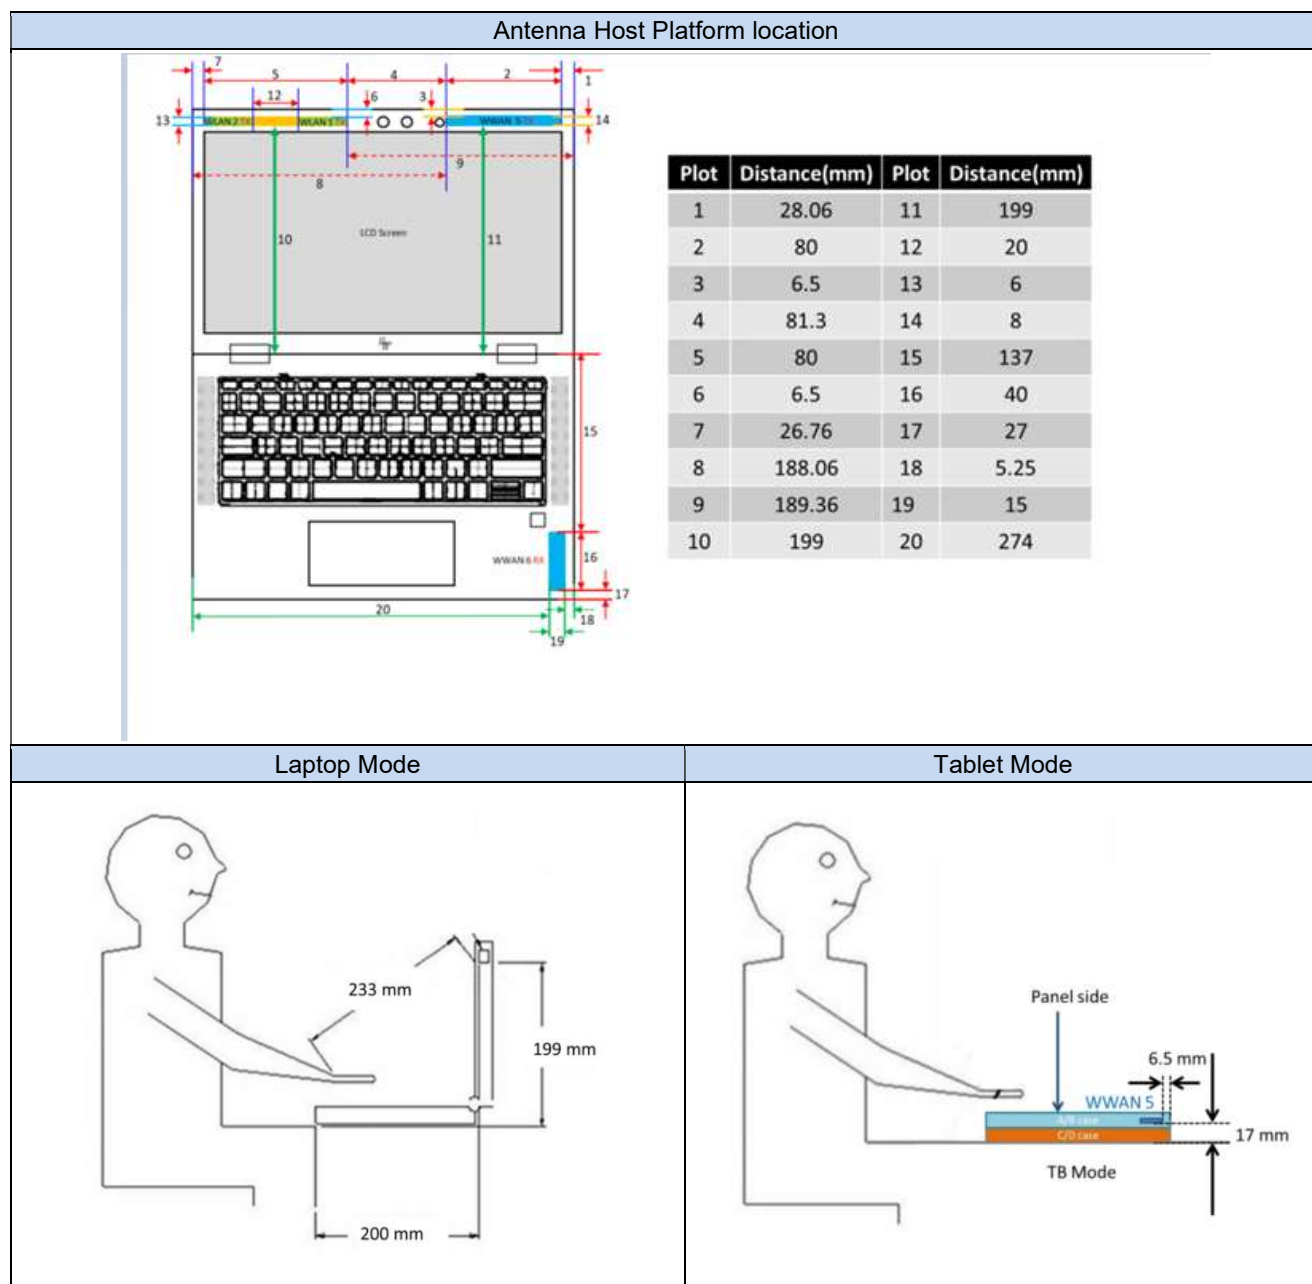 Antenna Host Platform location
7
5
4
2
1
12
6
3
13
WLAN 2 TX
WLAN 1 TX
WWAN 5 TX
14
9
8
10
LCD Screen
11
15
WWAN 6 RX
16
17
20
18
19
Plot Distance(mm) Plot Distance(mm)
1 28.06 11 199
2 80 12 20
3 6.5 13 6
4 81.3 14 8
5 80 15 137
6 6.5 16 40
7 26.76 17 27
8 188.06 18 5.25
9 189.36 19 15
10 199 20 274
Laptop Mode
Tablet Mode
233 mm
199 mm
200 mm
Panel side
6.5 mm
WWAN 5
A/B case
C/D case
17 mm
TB Mode